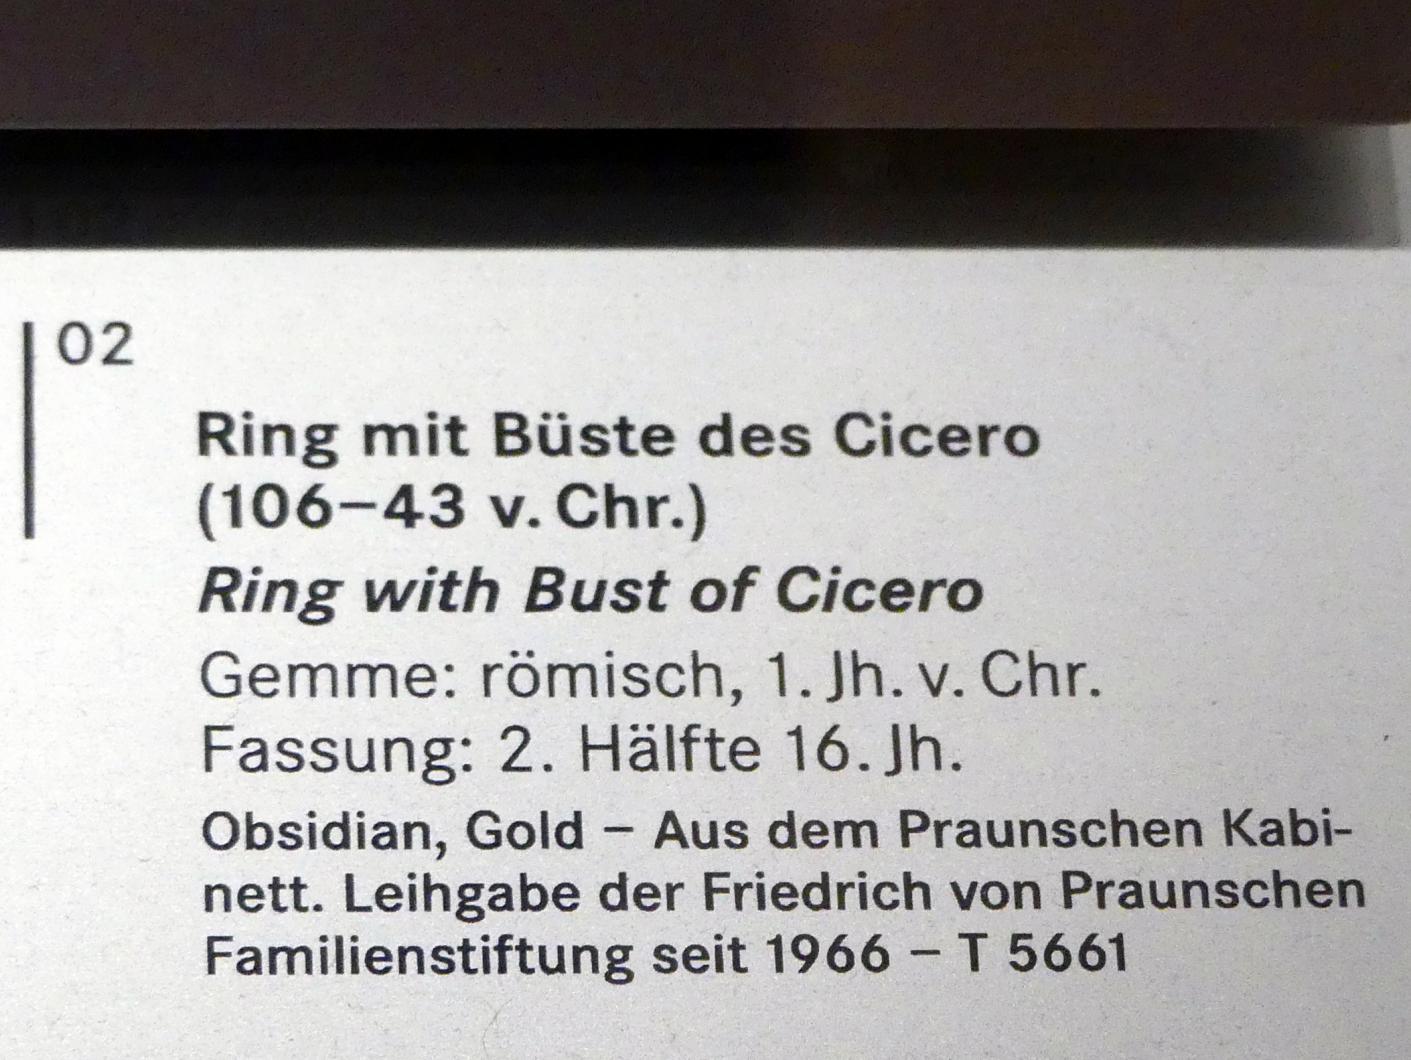 02
Ring mit Büste des Cicero
(106–43 v. Chr.)
Ring with Bust of Cicero
Gemme: römisch, 1. Jh. v. Chr.
Fassung: 2. Hälfte 16. Jh.
Obsidian, Gold – Aus dem Praunschen Kabi-
nett. Leihgabe der Friedrich von Praunschen
Familienstiftung seit 1966 – T 5661